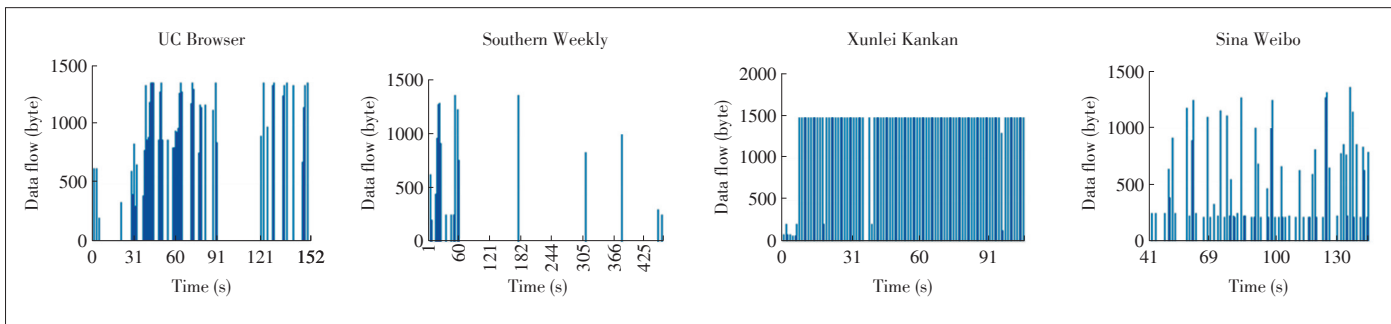 UC Browser
1500
1000
500
0
Data flow (byte)
0 31 60 91 121 152
Time (s)
Southern Weekly
1500
1000
500
0
Data flow (byte)
1 60 121 182 244 305 366 425
Time (s)
Xunlei Kankan
2000
1500
1000
500
0
Data flow (byte)
0 31 60 91
Time (s)
Sina Weibo
1500
1000
500
0
Data flow (byte)
41 69 100 130
Time (s)